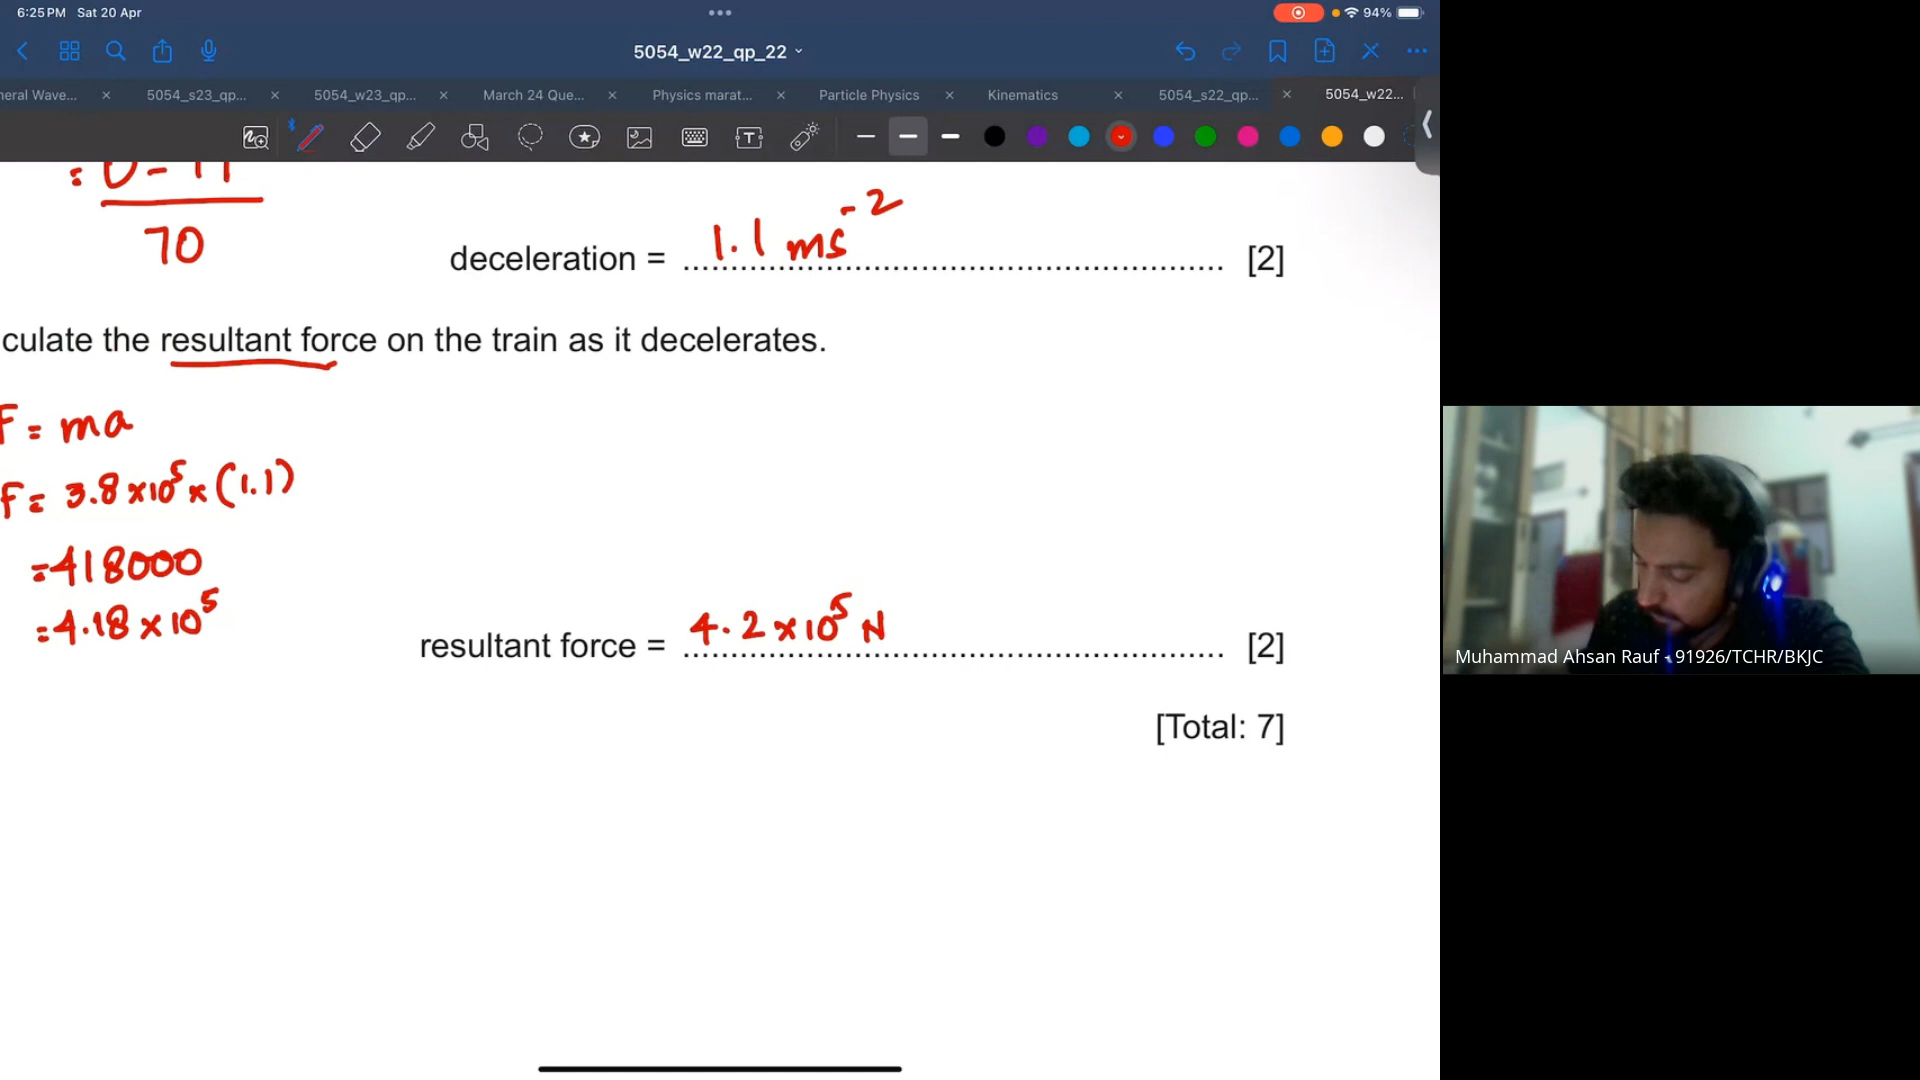 6:25 PM Sat 20 Apr
94%
5054_w22_qp_22
neral Wave... 5054_s23_qp... 5054_w23_qp... March 24 Que... Physics marat... Particle Physics Kinematics 5054_s22_qp... 5054_w22...
70
deceleration = 1.1 ms⁻² [2]
culate the resultant force on the train as it decelerates.
F = ma
F = 3.8 × 10⁵ × (1.1)
= 418000
= 4.18 × 10⁵
resultant force = 4.2 × 10⁵ N [2]
[Total: 7]
Muhammad Ahsan Rauf - 91926/TCHR/BKJC